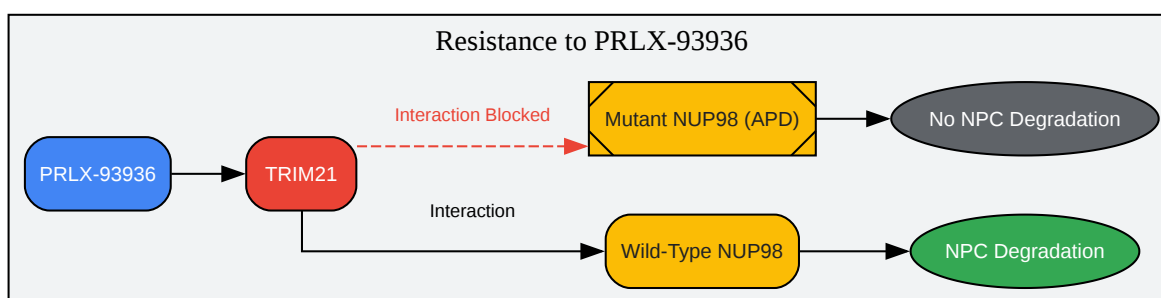 Resistance to PRLX-93936
Interaction Blocked
Mutant NUP98 (APD)
No NPC Degradation
PRLX-93936
TRIM21
Interaction
Wild-Type NUP98
NPC Degradation